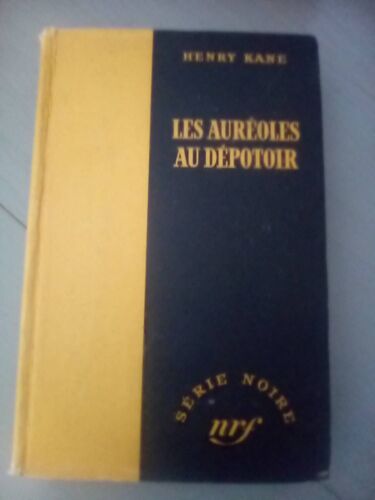 HENRY KANE
LES AURÉOLES
AU DÉPOTOIR
SÉRIE NOIRE
nrf